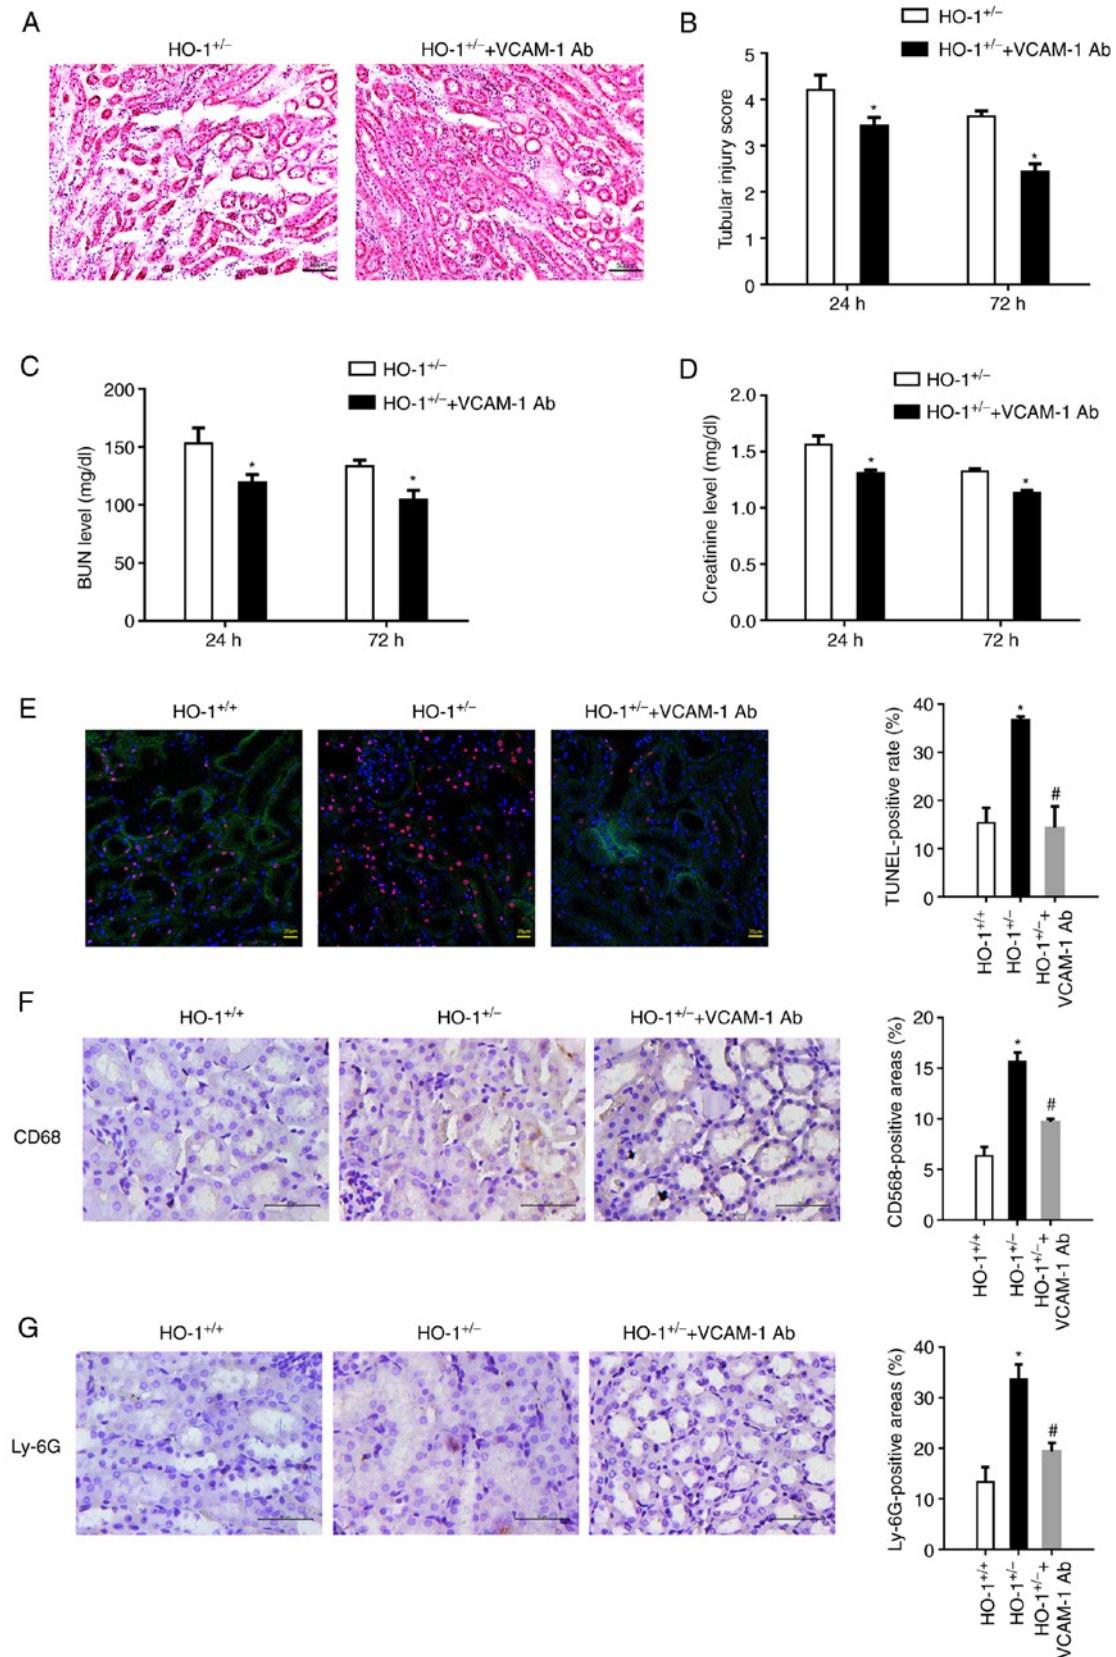 A
HO-1+/−
HO-1+/−+VCAM-1 Ab
50µm
B
HO-1+/−
HO-1+/−+VCAM-1 Ab
Tubular injury score
5
4
3
2
1
0
*
*
24 h
72 h
C
HO-1+/−
HO-1+/−+VCAM-1 Ab
BUN level (mg/dl)
200
150
100
50
0
*
*
24 h
72 h
D
HO-1+/−
HO-1+/−+VCAM-1 Ab
Creatinine level (mg/dl)
2.0
1.5
1.0
0.5
0.0
*
*
24 h
72 h
E
HO-1+/+
HO-1+/−
HO-1+/−+VCAM-1 Ab
20µm
20µm
20µm
TUNEL-positive rate (%)
40
30
20
10
0
*
#
HO-1+/+
HO-1+/−
HO-1+/−+
VCAM-1 Ab
F
HO-1+/+
HO-1+/−
HO-1+/−+VCAM-1 Ab
CD68
CD568-positive areas (%)
20
15
10
5
0
*
#
HO-1+/+
HO-1+/−
HO-1+/−+
VCAM-1 Ab
G
HO-1+/+
HO-1+/−
HO-1+/−+VCAM-1 Ab
Ly-6G
Ly-6G-positive areas (%)
40
30
20
10
0
*
#
HO-1+/+
HO-1+/−
HO-1+/−+
VCAM-1 Ab